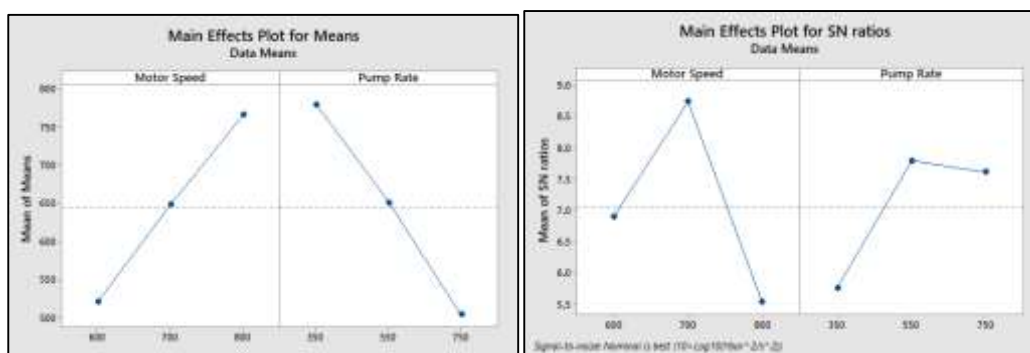 Main Effects Plot for Means
Data Means
Motor Speed
Pump Rate
Mean of Means
800
750
700
650
600
550
500
600
700
800
350
550
750
Main Effects Plot for SN ratios
Data Means
Motor Speed
Pump Rate
Mean of SN ratios
9.0
8.5
8.0
7.5
7.0
6.5
6.0
5.5
600
700
800
350
550
750
Signal-to-noise: Nominal is best